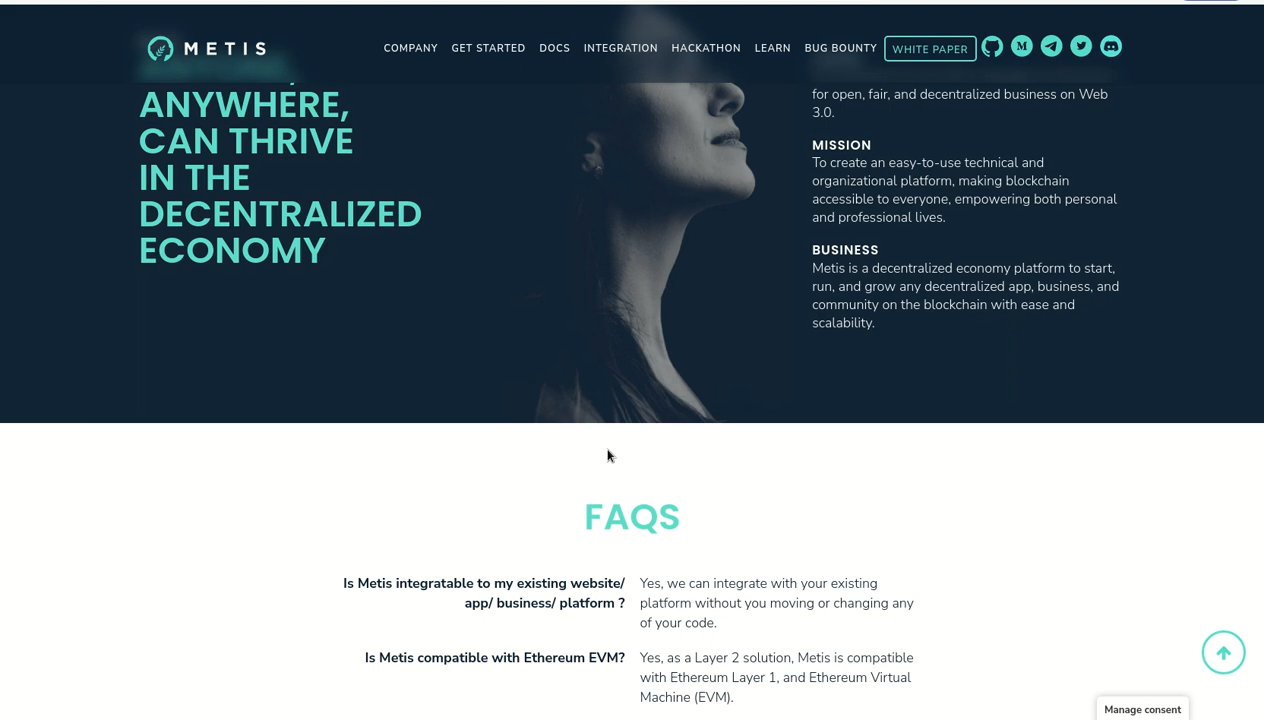 METIS
COMPANY GET STARTED DOCS INTEGRATION HACKATHON LEARN BUG BOUNTY WHITE PAPER
ANYWHERE,
CAN THRIVE
IN THE
DECENTRALIZED
ECONOMY
for open, fair, and decentralized business on Web
3.0.
MISSION
To create an easy-to-use technical and
organizational platform, making blockchain
accessible to everyone, empowering both personal
and professional lives.
BUSINESS
Metis is a decentralized economy platform to start,
run, and grow any decentralized app, business, and
community on the blockchain with ease and
scalability.
FAQS
Is Metis integratable to my existing website/
app/ business/ platform ?
Yes, we can integrate with your existing
platform without you moving or changing any
of your code.
Is Metis compatible with Ethereum EVM?
Yes, as a Layer 2 solution, Metis is compatible
with Ethereum Layer 1, and Ethereum Virtual
Machine (EVM).
Manage consent